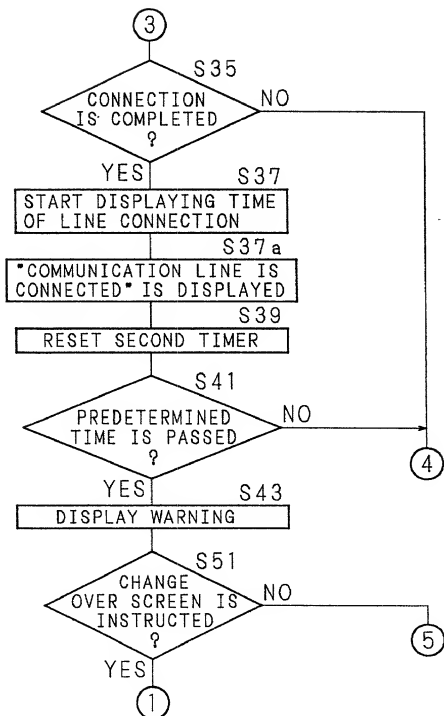 3
S35
CONNECTION
IS COMPLETED
?
NO
YES
S37
START DISPLAYING TIME
OF LINE CONNECTION
S37a
"COMMUNICATION LINE IS
CONNECTED" IS DISPLAYED
S39
RESET SECOND TIMER
S41
PREDETERMINED
TIME IS PASSED
?
NO
4
YES
S43
DISPLAY WARNING
S51
CHANGE
OVER SCREEN IS
INSTRUCTED
?
NO
5
YES
1